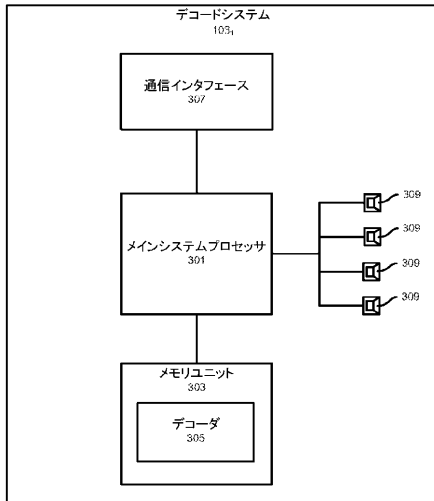 デコードシステム
103₁
通信インタフェース
307
メインシステムプロセッサ
301
309
309
309
309
メモリユニット
303
デコーダ
305